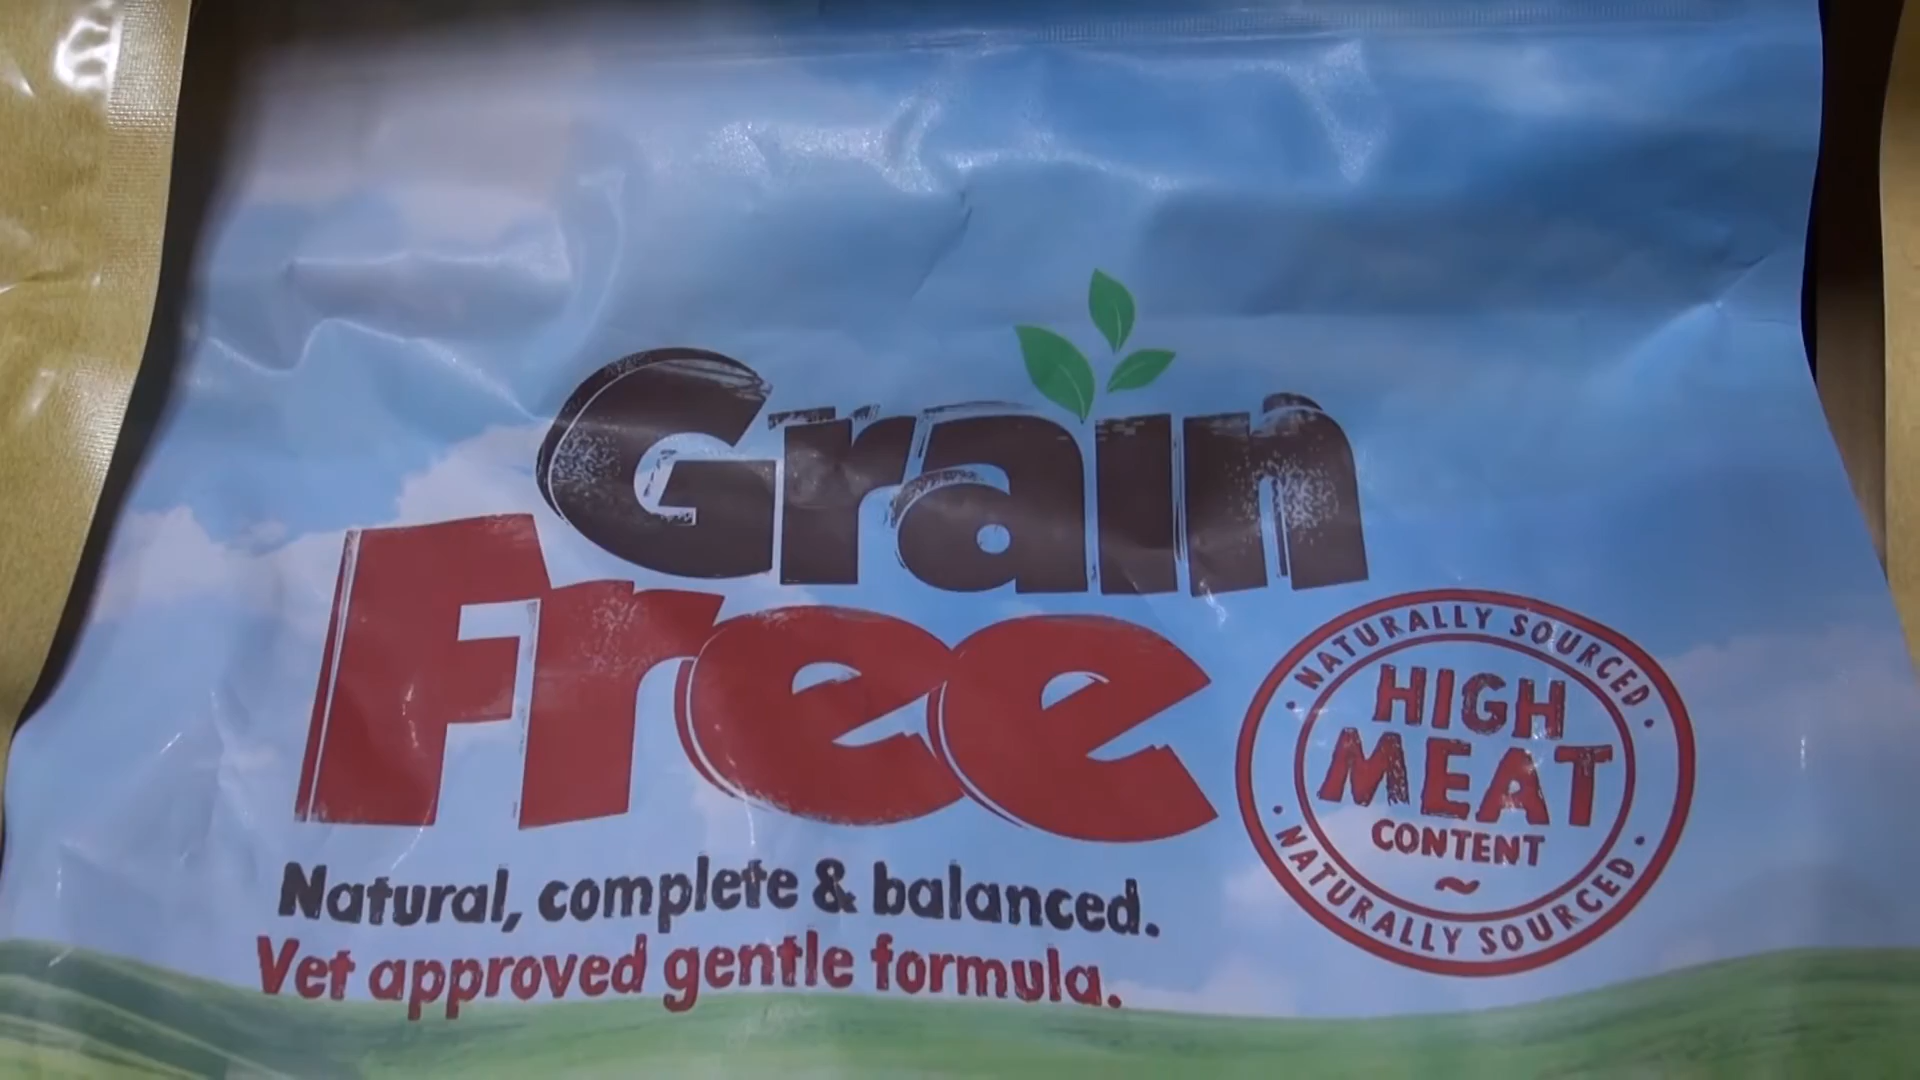 Grain
Free
Natural, complete & balanced.
Vet approved gentle formula.
NATURALLY SOURCED
HIGH
MEAT
CONTENT
~
NATURALLY SOURCED